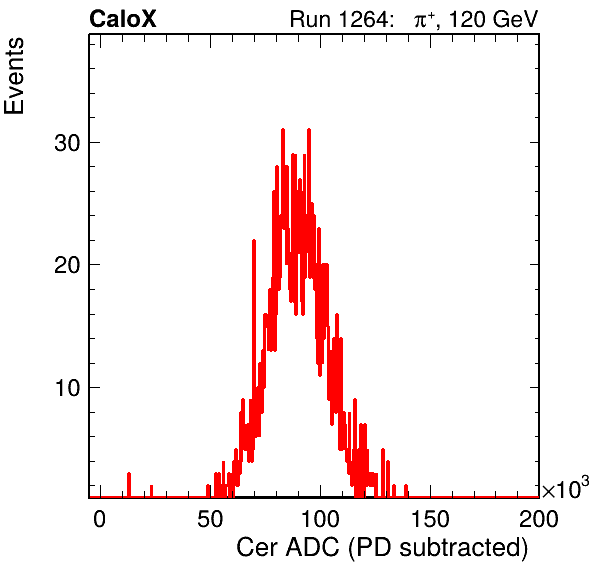 CaloX Run 1264: π⁺, 120 GeV
Events
30
20
10
0 50 100 150 200
×10³
Cer ADC (PD subtracted)